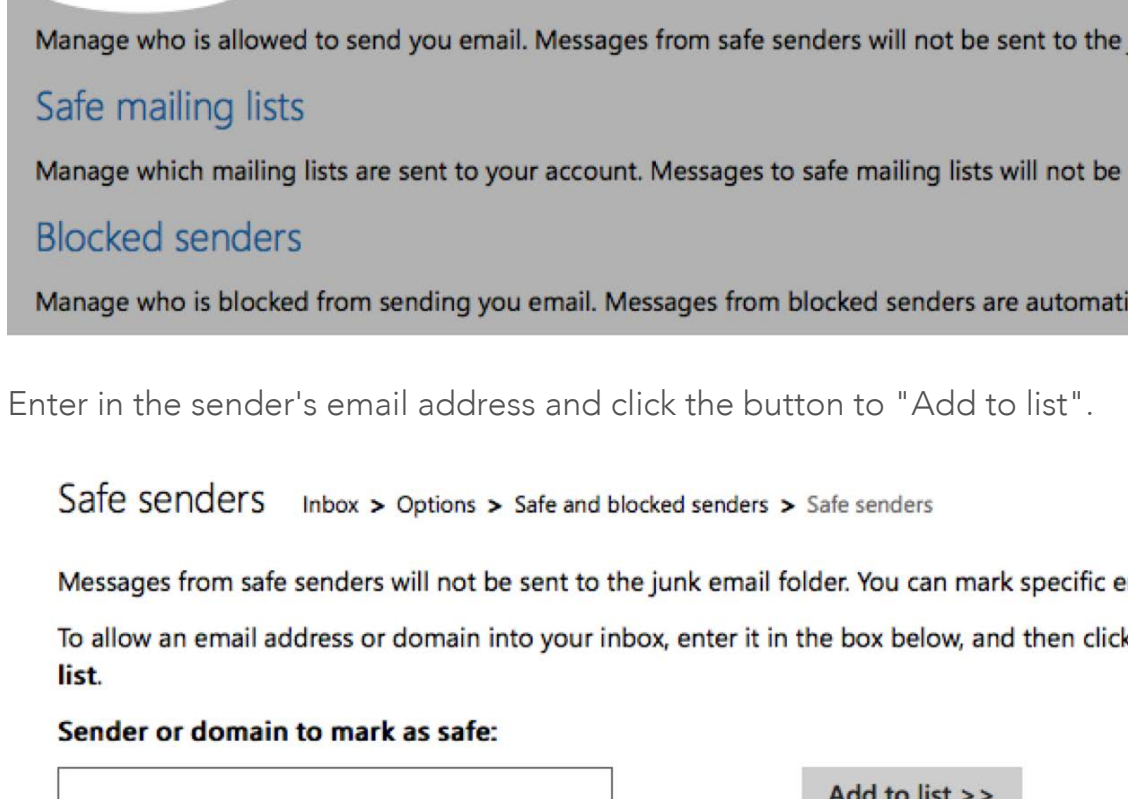 Manage who is allowed to send you email. Messages from safe senders will not be sent to the
Safe mailing lists
Manage which mailing lists are sent to your account. Messages to safe mailing lists will not be
Blocked senders
Manage who is blocked from sending you email. Messages from blocked senders are automati
Enter in the sender's email address and click the button to "Add to list".
Safe senders Inbox > Options > Safe and blocked senders > Safe senders
Messages from safe senders will not be sent to the junk email folder. You can mark specific e
To allow an email address or domain into your inbox, enter it in the box below, and then click
list.
Sender or domain to mark as safe:
Add to list >>